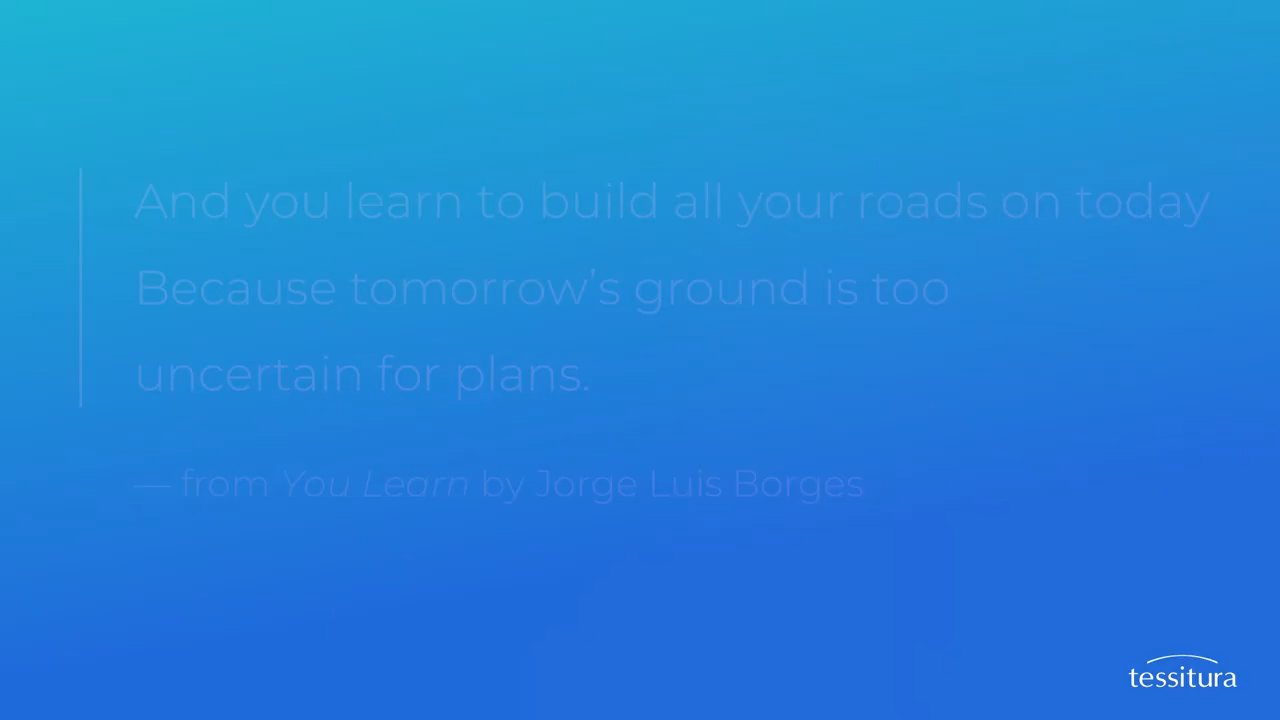 And you learn to build all your roads on today
Because tomorrow’s ground is too
uncertain for plans.
— from You Learn by Jorge Luis Borges
tessitura